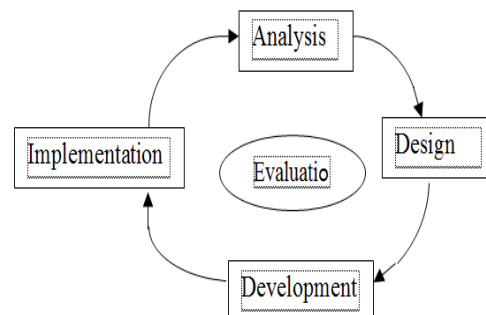 Analysis
Design
Implementation
Evaluatio
Development